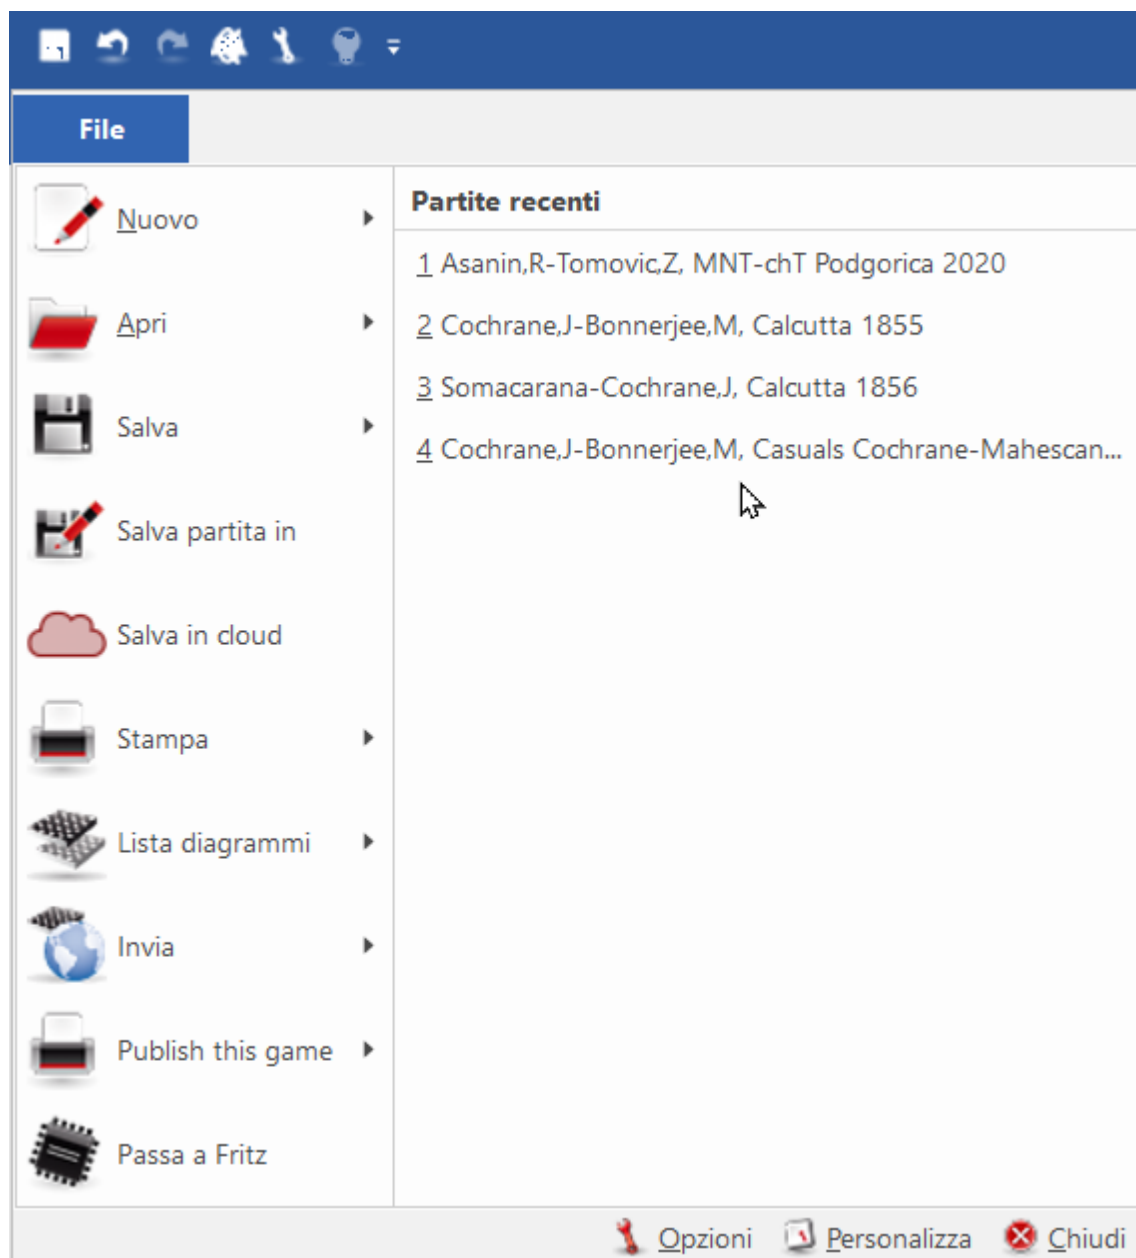 File
Nuovo
Apri
Salva
Salva partita in
Salva in cloud
Stampa
Lista diagrammi
Invia
Publish this game
Passa a Fritz
Partite recenti
1 Asanin,R-Tomovic,Z, MNT-chT Podgorica 2020
2 Cochrane,J-Bonnerjee,M, Calcutta 1855
3 Somacarana-Cochrane,J, Calcutta 1856
4 Cochrane,J-Bonnerjee,M, Casuals Cochrane-Mahescan...
Opzioni Personalizza Chiudi